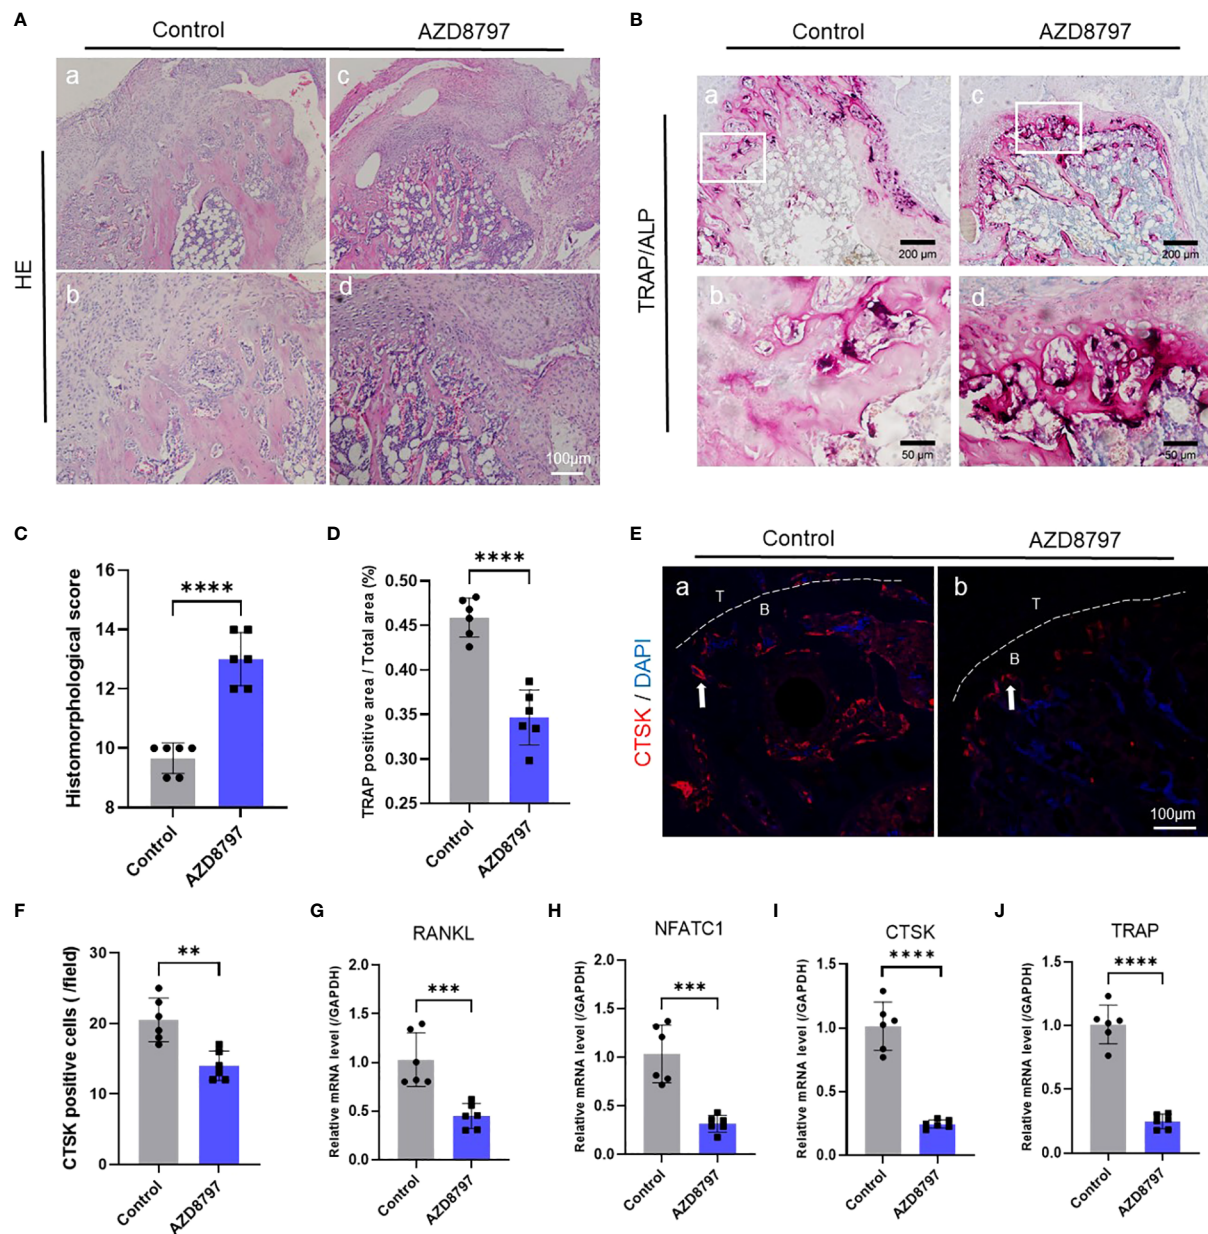 A
Control
AZD8797
HE
a
c
b
d
100µm
B
Control
AZD8797
TRAP/ALP
a
c
200 µm
200 µm
b
d
50 µm
50 µm
C
Histomorphological score
16
14
12
10
8
****
Control
AZD8797
D
TRAP positive area / Total area (%)
0.50
0.45
0.40
0.35
0.30
0.25
****
Control
AZD8797
E
Control
AZD8797
CTSK / DAPI
a
T
B
b
T
B
100µm
F
CTSK positive cells ( /field)
30
20
10
0
**
Control
AZD8797
G
RANKL
Relative mRNA level (/GAPDH)
2.0
1.5
1.0
0.5
0.0
***
Control
AZD8797
H
NFATC1
Relative mRNA level (/GAPDH)
2.0
1.5
1.0
0.5
0.0
***
Control
AZD8797
I
CTSK
Relative mRNA level (/GAPDH)
1.5
1.0
0.5
0.0
****
Control
AZD8797
J
TRAP
Relative mRNA level (/GAPDH)
1.5
1.0
0.5
0.0
****
Control
AZD8797